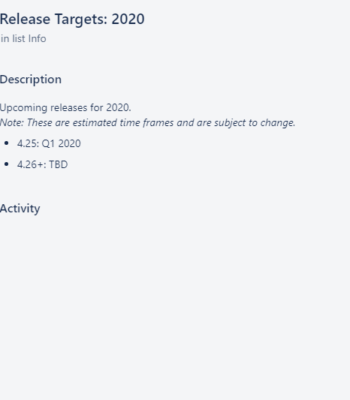 Release Targets: 2020
in list Info
Description
Upcoming releases for 2020.
Note: These are estimated time frames and are subject to change.
4.25: Q1 2020
4.26+: TBD
Activity